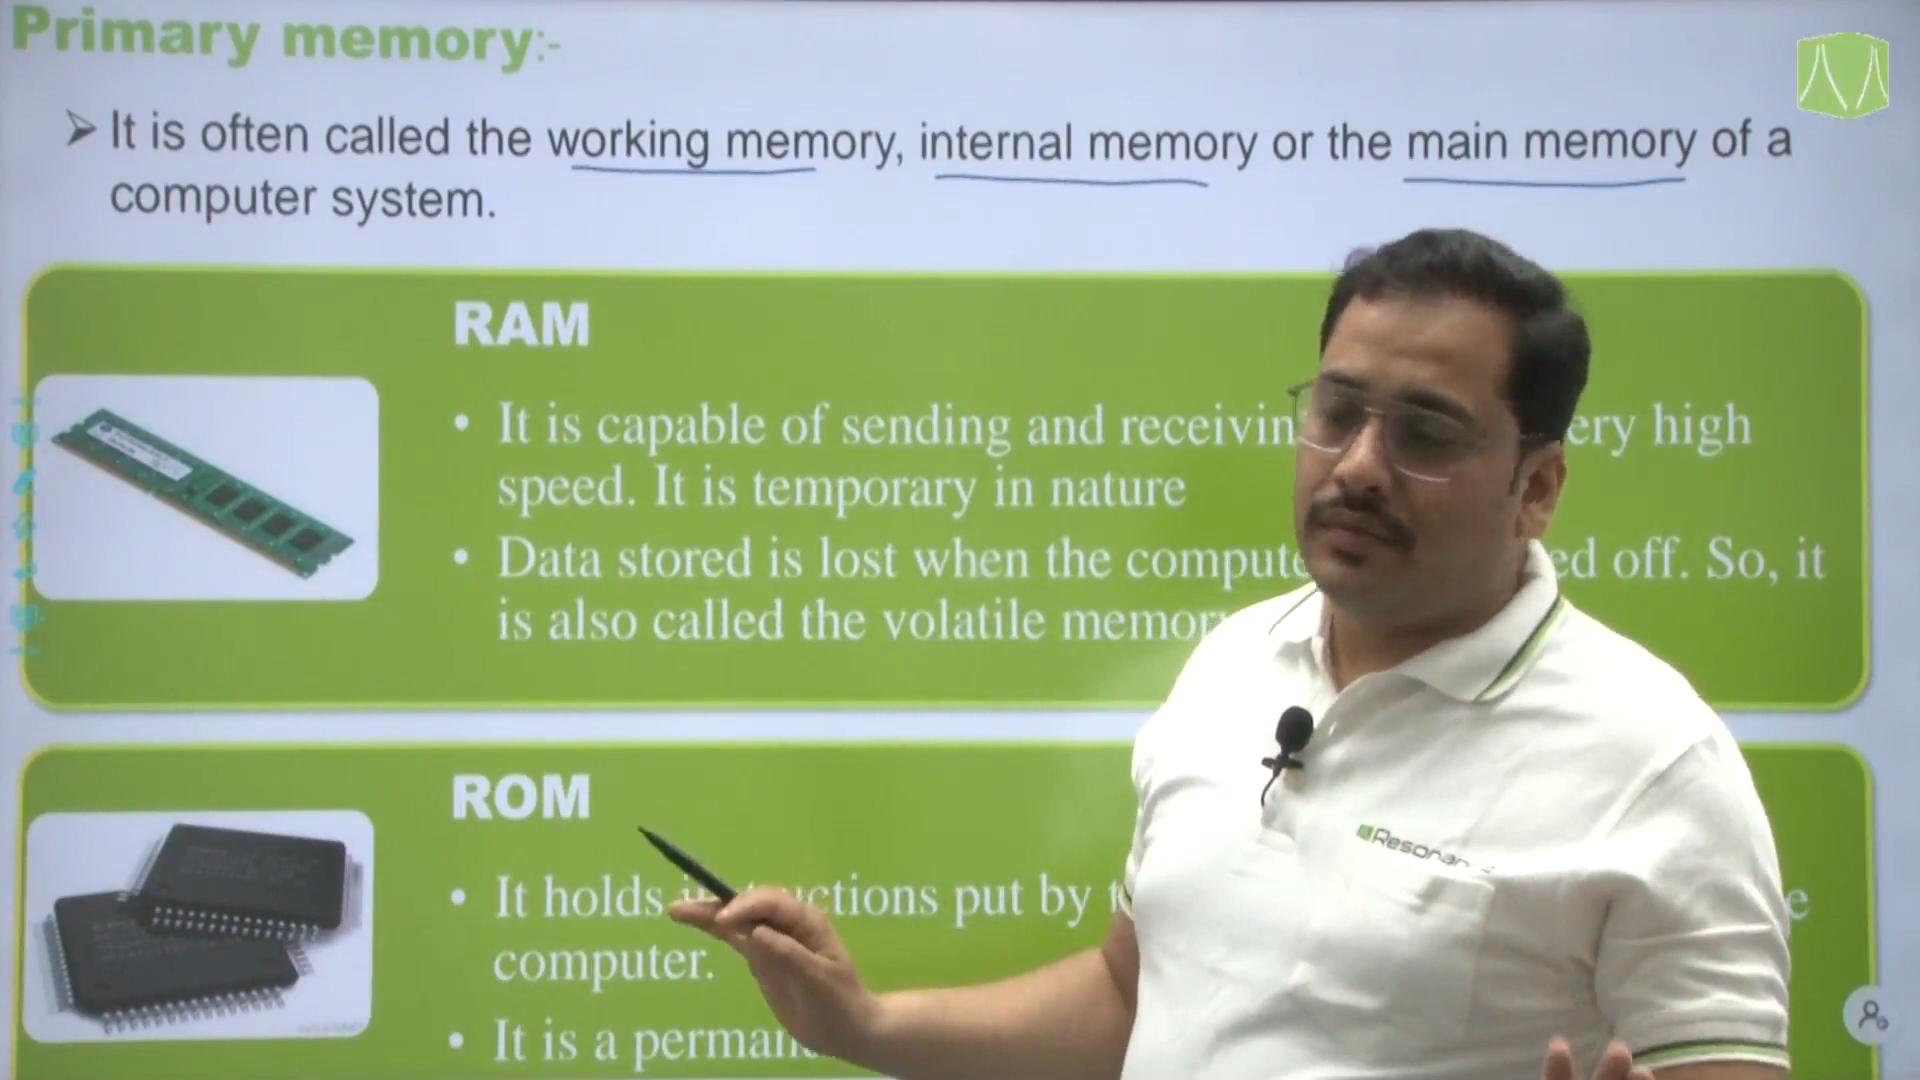 Primary memory:-
➢ It is often called the working memory, internal memory or the main memory of a
computer system.
RAM
• It is capable of sending and receivin ery high
speed. It is temporary in nature
• Data stored is lost when the compute ed off. So, it
is also called the volatile memor
ROM
• It holds ctions put by t e
computer.
• It is a perman
Resonan